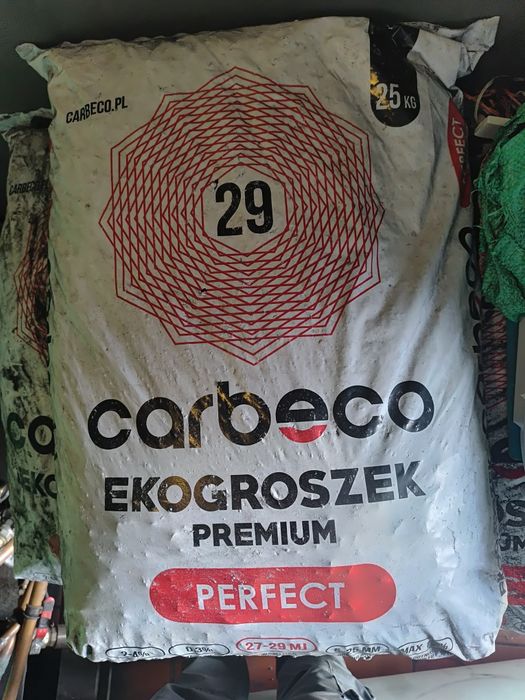 CARBECO.PL
25 KG
29
carbeco
EKOGROSZEK
PREMIUM
PERFECT
27-29 MJ